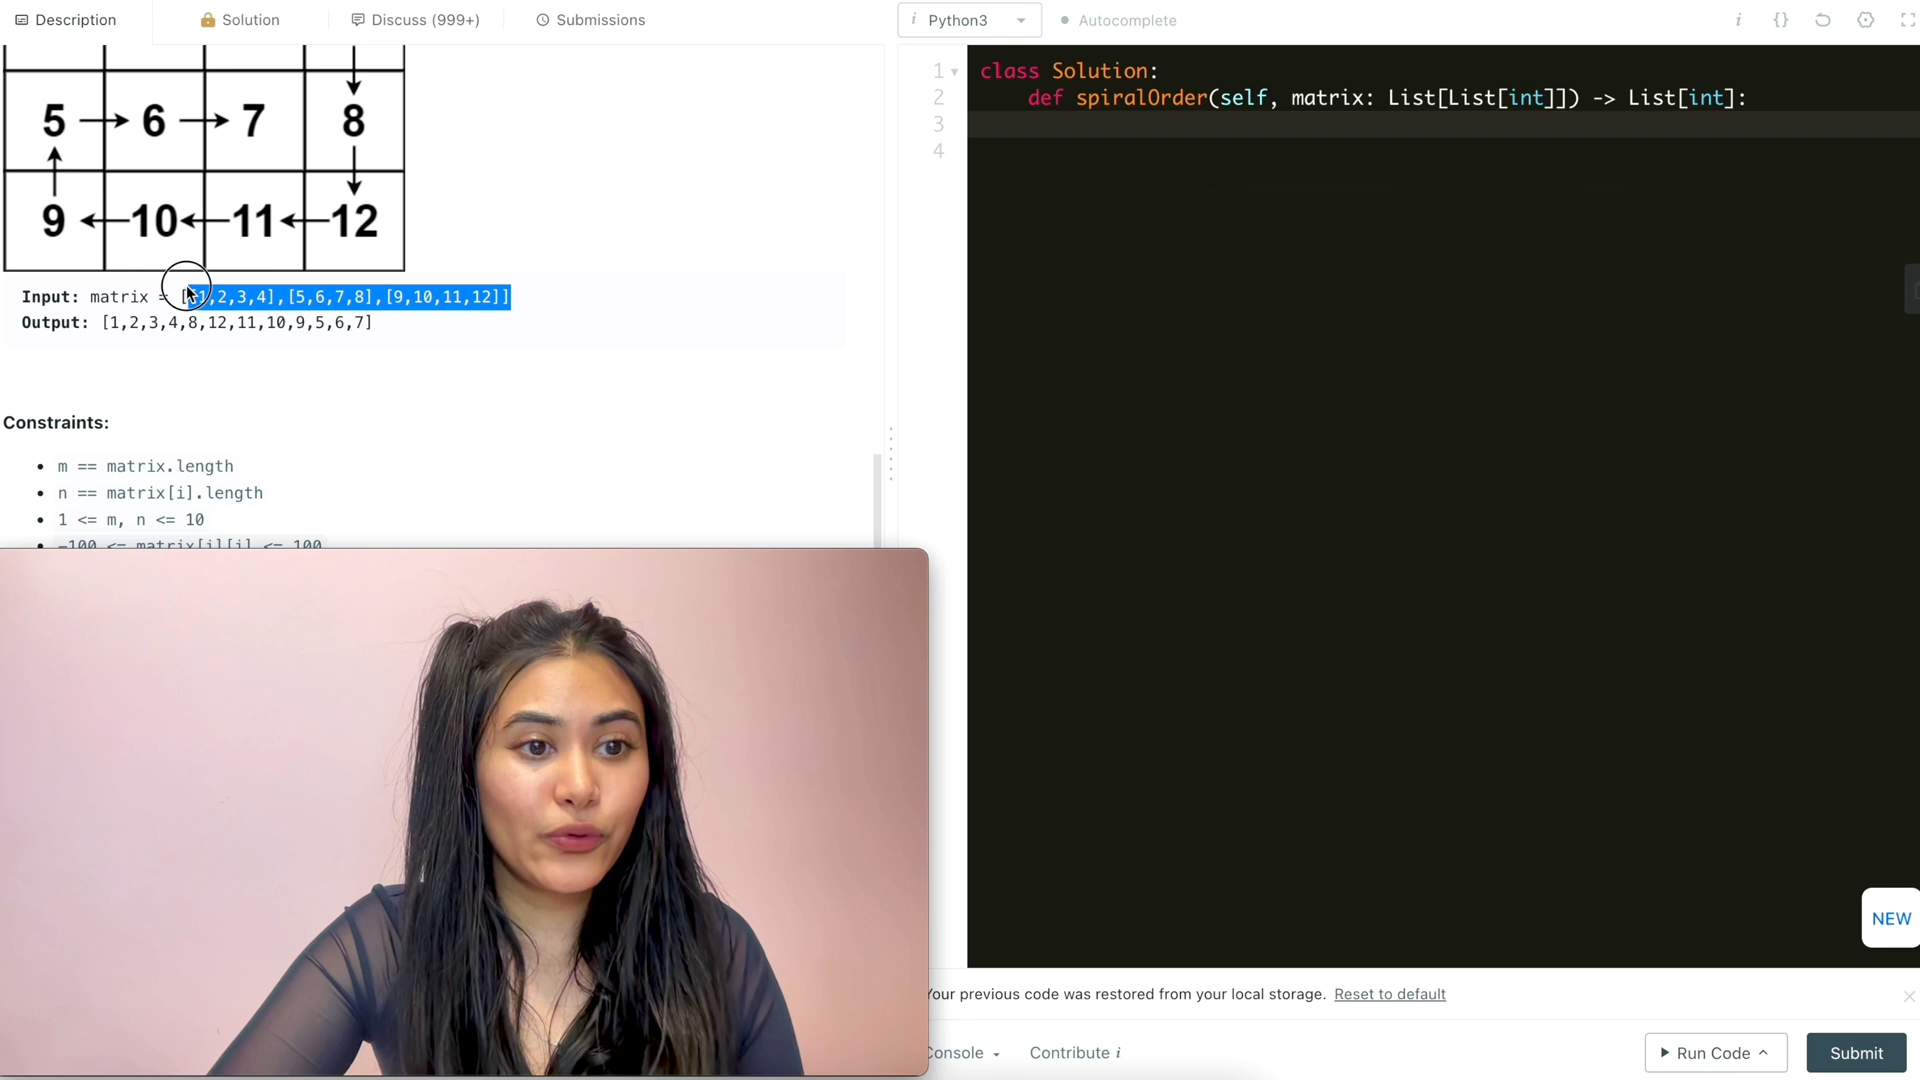 Description
Solution
Discuss (999+)
Submissions
i Python3
Autocomplete
i {}
5 6 7 8
9 10 11 12
Input: matrix = [[1,2,3,4],[5,6,7,8],[9,10,11,12]]
Output: [1,2,3,4,8,12,11,10,9,5,6,7]
Constraints:
m == matrix.length
n == matrix[i].length
1 <= m, n <= 10
-100 <= matrix[i][j] <= 100
1 class Solution:
2 def spiralOrder(self, matrix: List[List[int]]) -> List[int]:
3
4
NEW
Your previous code was restored from your local storage. Reset to default
Console
Contribute i
Run Code
Submit